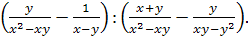 (y/(x²−xy) − 1/(x−y)) : ((x+y)/(x²−xy) − y/(xy−y²)).